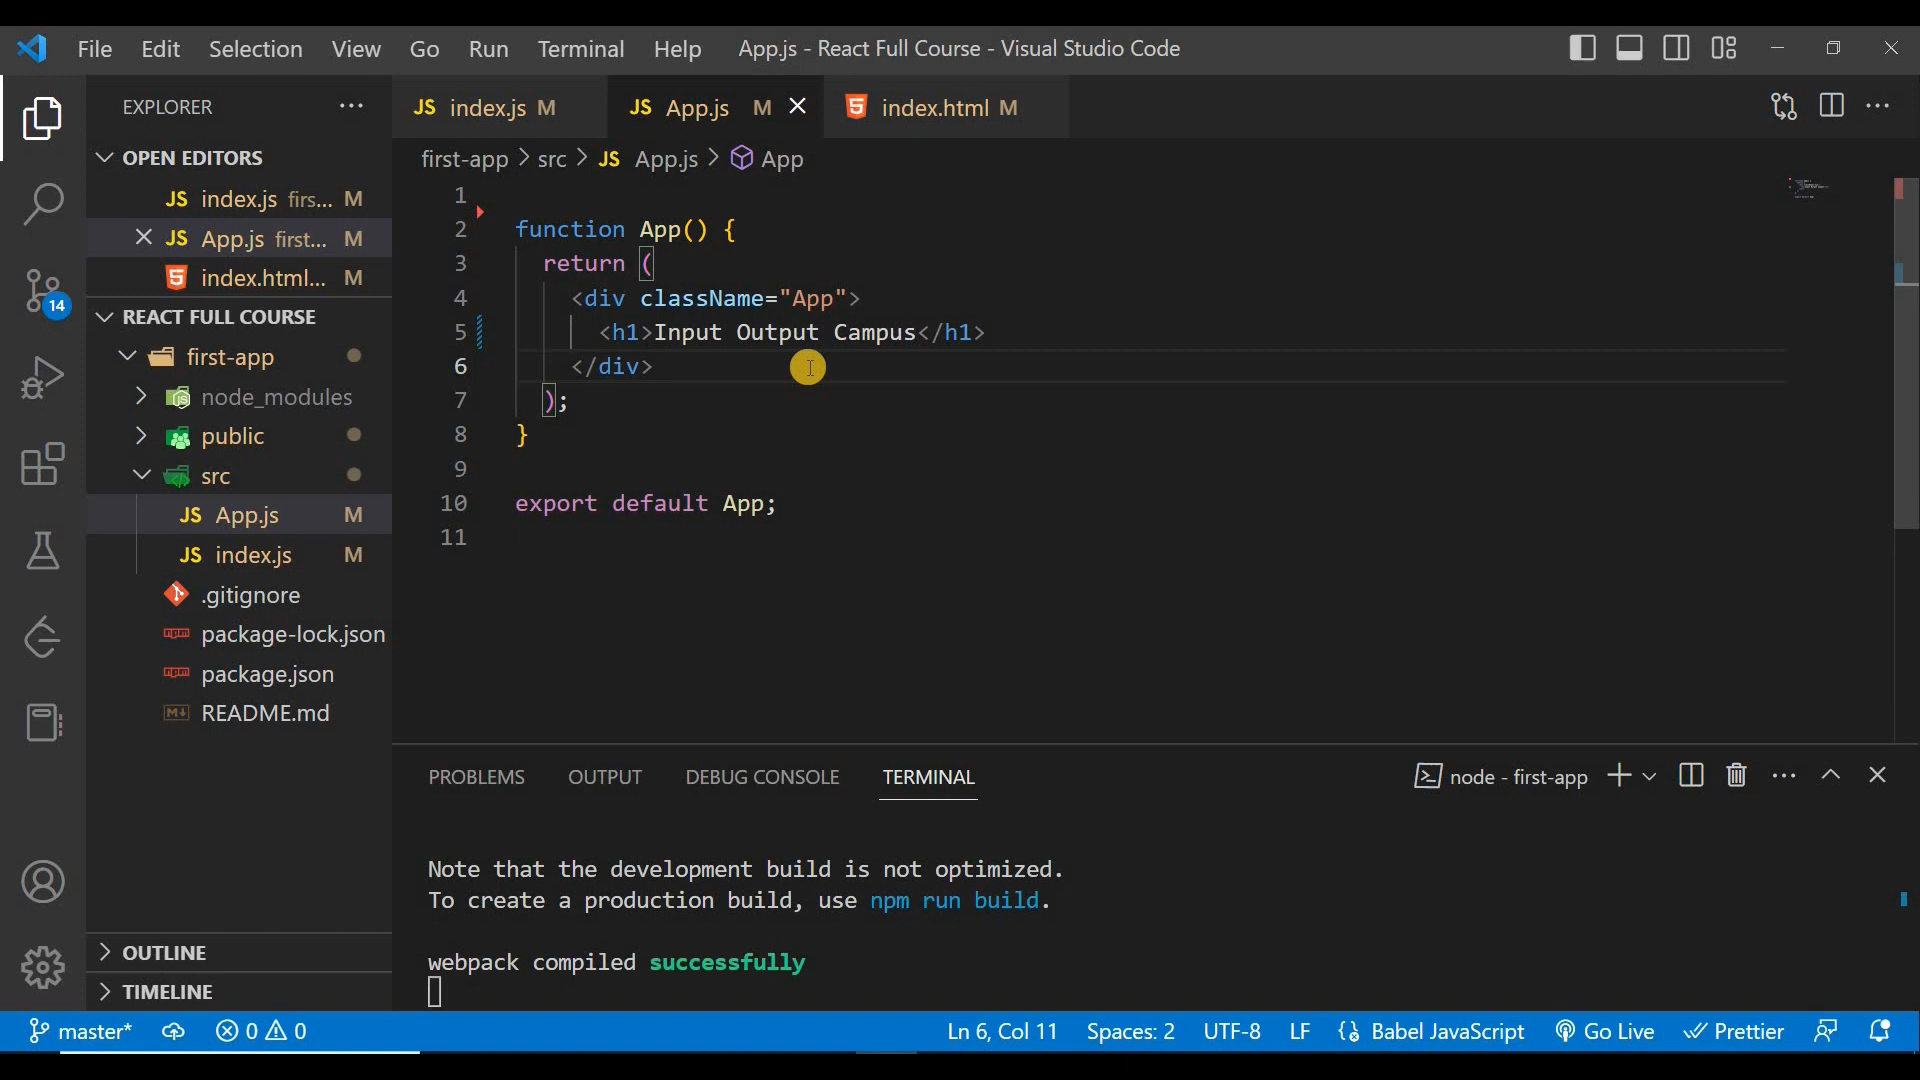 File Edit Selection View Go Run Terminal Help App.js - React Full Course - Visual Studio Code
EXPLORER
OPEN EDITORS
JS index.js firs... M
JS App.js first... M
index.html... M
REACT FULL COURSE
first-app
node_modules
public
src
JS App.js M
JS index.js M
.gitignore
package-lock.json
package.json
README.md
OUTLINE
TIMELINE
14
JS index.js M
JS App.js M
index.html M
first-app > src > JS App.js > App
1
2 function App() {
3 return (
4 <div className="App">
5 <h1>Input Output Campus</h1>
6 </div>
7 );
8 }
9
10 export default App;
11
PROBLEMS OUTPUT DEBUG CONSOLE TERMINAL
node - first-app
Note that the development build is not optimized.
To create a production build, use npm run build.
webpack compiled successfully
master* 0 0 Ln 6, Col 11 Spaces: 2 UTF-8 LF Babel JavaScript Go Live Prettier